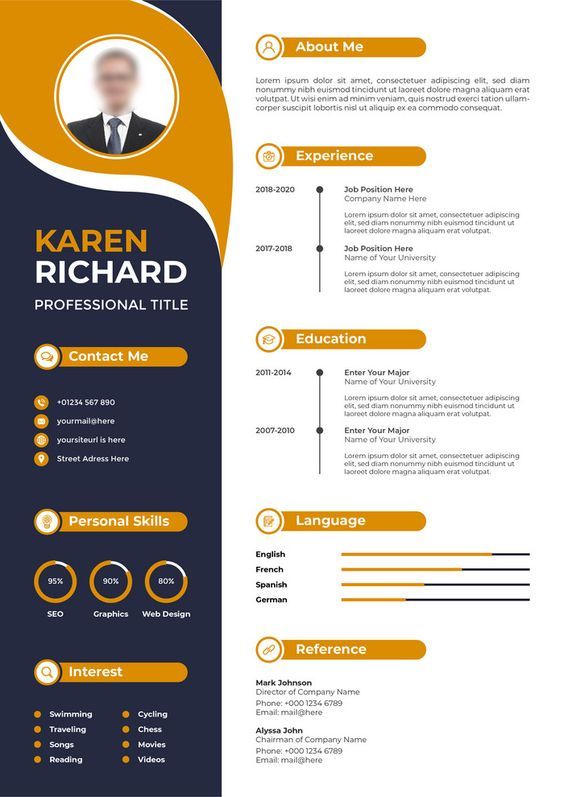 KAREN
RICHARD
PROFESSIONAL TITLE
Contact Me
+01234 567 890
yourmail@here
yoursiteurl is here
Street Adress Here
Personal Skills
95%
90%
80%
SEO
Graphics
Web Design
Interest
Swimming
Cycling
Traveling
Chess
Songs
Movies
Reading
Videos
About Me
Lorem ipsum dolor sit amet, consectetuer adipiscing elit, sed diam
nonummy nibh euismod tincidunt ut laoreet dolore magna aliquam erat
volutpat. Ut wisi enim ad minim veniam, quis nostrud exerci tation ullam-
corper suscipit lobortis nisl ut aliquip ex ea commodo consequat.
Experience
2018-2020
Job Position Here
Company Name Here
Lorem ipsum dolor sit amet, consectetuer adipiscing
elit, sed diam nonummy nibh euismod tincidunt ut
laoreet dolore magna aliquam erat volutpat.
2017-2018
Job Position Here
Name of Your University
Lorem ipsum dolor sit amet, consectetuer adipiscing
elit, sed diam nonummy nibh euismod tincidunt ut
laoreet dolore magna aliquam erat volutpat.
Education
2011-2014
Enter Your Major
Name of Your University
Lorem ipsum dolor sit amet, consectetuer adipiscing
elit, sed diam nonummy nibh euismod tincidunt ut
laoreet dolore magna aliquam erat volutpat.
2007-2010
Enter Your Major
Name of Your University
Lorem ipsum dolor sit amet, consectetuer adipiscing
elit, sed diam nonummy nibh euismod tincidunt ut
laoreet dolore magna aliquam erat volutpat.
Language
English
French
Spanish
German
Reference
Mark Johnson
Director of Company Name
Phone: +000 1234 6789
Email: mail@here
Alyssa John
Chairman of Company Name
Phone: +000 1234 6789
Email: mail@here